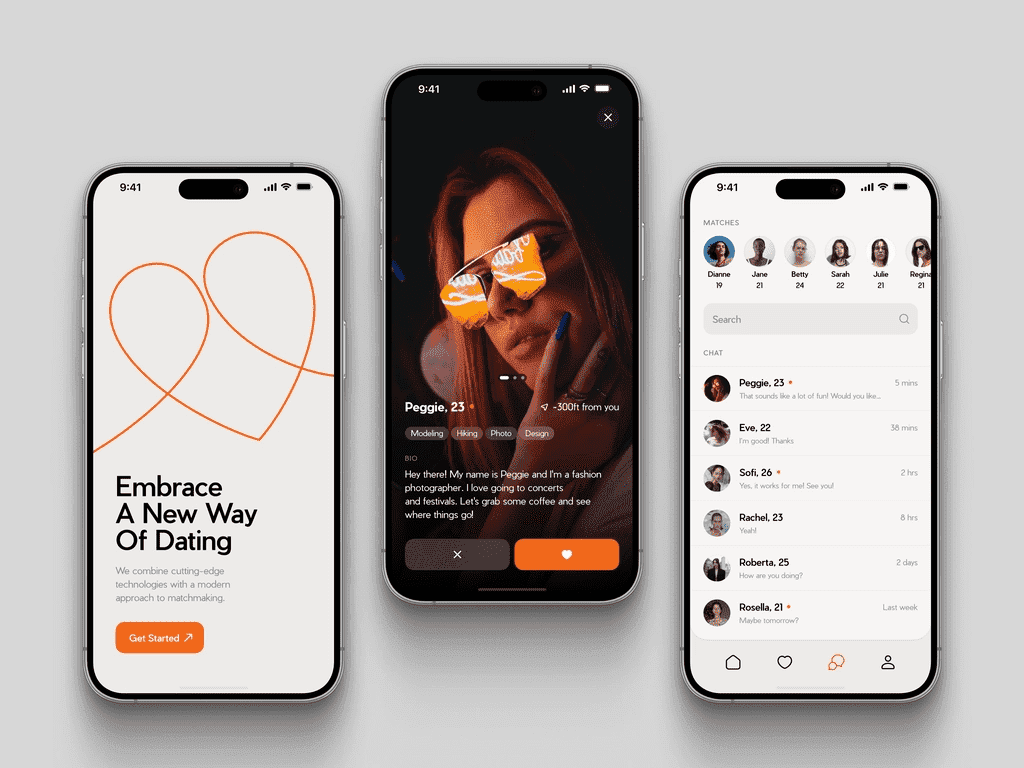 9:41
Embrace
A New Way
Of Dating
We combine cutting-edge
technologies with a modern
approach to matchmaking.
Get Started
9:41
Peggie, 23
~300ft from you
Modeling Hiking Photo Design
BIO
Hey there! My name is Peggie and I'm a fashion
photographer. I love going to concerts
and festivals. Let's grab some coffee and see
where things go!
9:41
MATCHES
Dianne Jane Betty Sarah Julie Regina
19 21 24 22 21 21
Search
CHAT
Peggie, 23 5 mins
That sounds like a lot of fun! Would you like...
Eve, 22 38 mins
I'm good! Thanks
Sofi, 26 2 hrs
Yes, it works for me! See you!
Rachel, 23 8 hrs
Yeah!
Roberta, 25 2 days
How are you doing?
Rosella, 21 Last week
Maybe tomorrow?